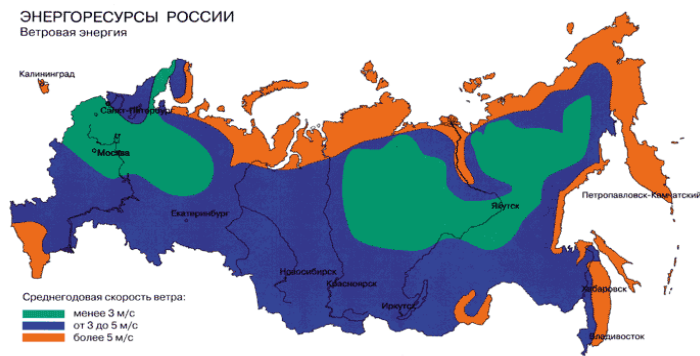 ЭНЕРГОРЕСУРСЫ РОССИИ
Ветровая энергия
Калининград
Санкт-Петербург
Москва
Петропавловск-Камчатский
Якутск
Екатеринбург
Новосибирск
Красноярск
Иркутск
Хабаровск
Владивосток
Среднегодовая скорость ветра:
менее 3 м/с
от 3 до 5 м/с
более 5 м/с